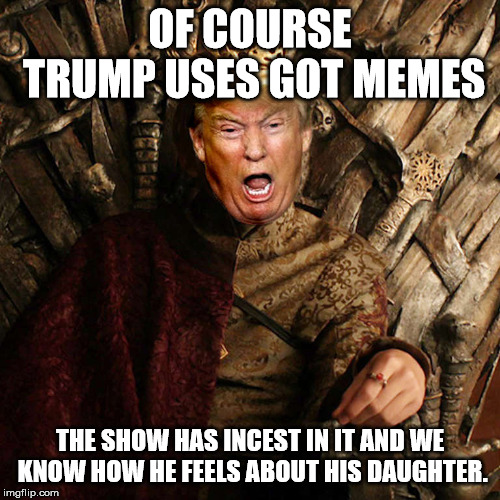 OF COURSE
TRUMP USES GOT MEMES
THE SHOW HAS INCEST IN IT AND WE
KNOW HOW HE FEELS ABOUT HIS DAUGHTER.
imgflip.com